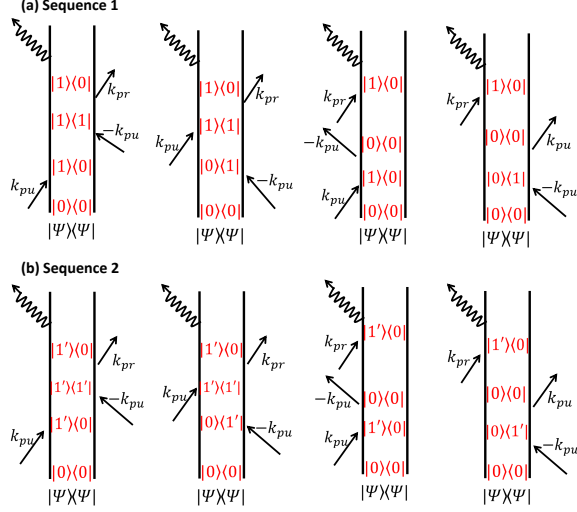 (a) Sequence 1
|1⟩⟨0| k_pr
|1⟩⟨1| −k_pu
k_pu |1⟩⟨0|
|0⟩⟨0|
|Ψ⟩⟨Ψ|
|1⟩⟨0| k_pr
k_pu |1⟩⟨1|
|0⟩⟨1| −k_pu
|0⟩⟨0|
|Ψ⟩⟨Ψ|
k_pr |1⟩⟨0|
−k_pu |0⟩⟨0|
k_pu |1⟩⟨0|
|0⟩⟨0|
|Ψ⟩⟨Ψ|
k_pr |1⟩⟨0|
|0⟩⟨0| k_pu
|0⟩⟨1| −k_pu
|0⟩⟨0|
|Ψ⟩⟨Ψ|
(b) Sequence 2
|1′⟩⟨0| k_pr
|1′⟩⟨1′| −k_pu
k_pu |1′⟩⟨0|
|0⟩⟨0|
|Ψ⟩⟨Ψ|
|1′⟩⟨0| k_pr
k_pu |1′⟩⟨1′|
|0⟩⟨1′| −k_pu
|0⟩⟨0|
|Ψ⟩⟨Ψ|
k_pr |1′⟩⟨0|
−k_pu |0⟩⟨0|
k_pu |1′⟩⟨0|
|0⟩⟨0|
|Ψ⟩⟨Ψ|
k_pr |1′⟩⟨0|
|0⟩⟨0| k_pu
|0⟩⟨1′| −k_pu
|0⟩⟨0|
|Ψ⟩⟨Ψ|